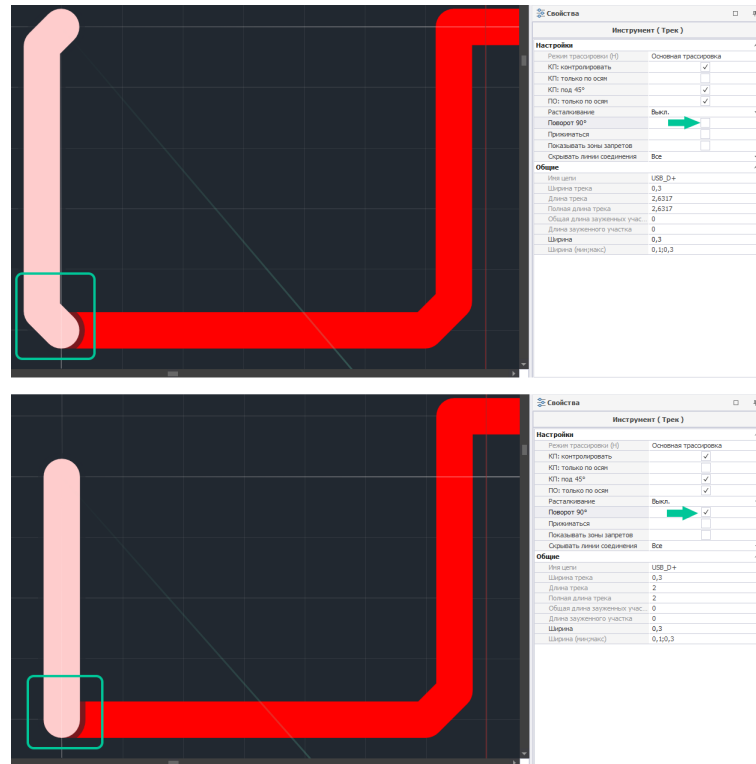 Свойства
Инструмент ( Трек )
Настройки
Режим трассировки (H) Основная трассировка
КП: контролировать
КП: только по осям
КП: под 45°
ПО: только по осям
Расталкивание Выкл.
Поворот 90°
Прижиматься
Показывать зоны запретов
Скрывать линии соединения Все
Общие
Имя цепи USB_D+
Ширина трека 0,3
Длина трека 2,6317
Полная длина трека 2,6317
Общая длина зауженных учас... 0
Длина зауженного участка 0
Ширина 0,3
Ширина (мин;макс) 0,1;0,3
Свойства
Инструмент ( Трек )
Настройки
Режим трассировки (H) Основная трассировка
КП: контролировать
КП: только по осям
КП: под 45°
ПО: только по осям
Расталкивание Выкл.
Поворот 90°
Прижиматься
Показывать зоны запретов
Скрывать линии соединения Все
Общие
Имя цепи USB_D+
Ширина трека 0,3
Длина трека 2
Полная длина трека 2
Общая длина зауженных учас... 0
Длина зауженного участка 0
Ширина 0,3
Ширина (мин;макс) 0,1;0,3